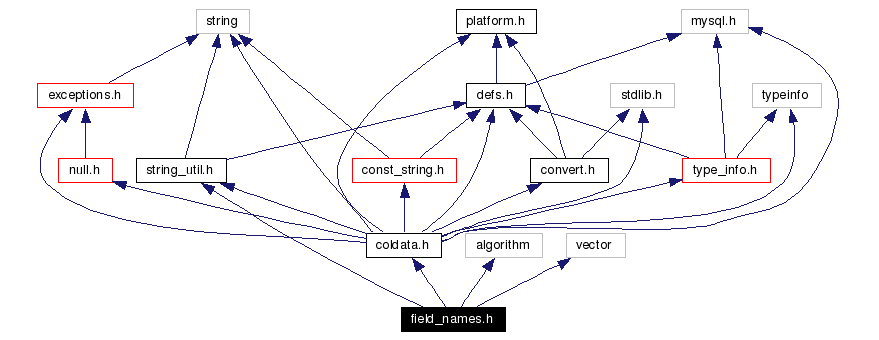 string platform.h mysql.h
exceptions.h defs.h stdlib.h typeinfo
null.h string_util.h const_string.h convert.h type_info.h
coldata.h algorithm vector
field_names.h